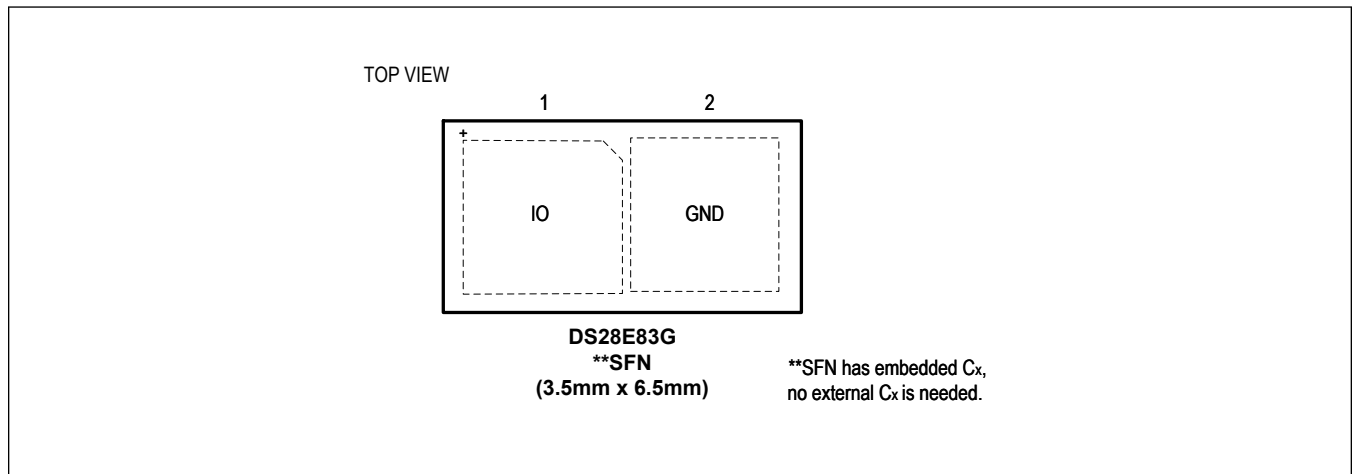 TOP VIEW
1 2
+
IO GND
DS28E83G
**SFN
(3.5mm x 6.5mm)
**SFN has embedded Cx,
no external Cx is needed.